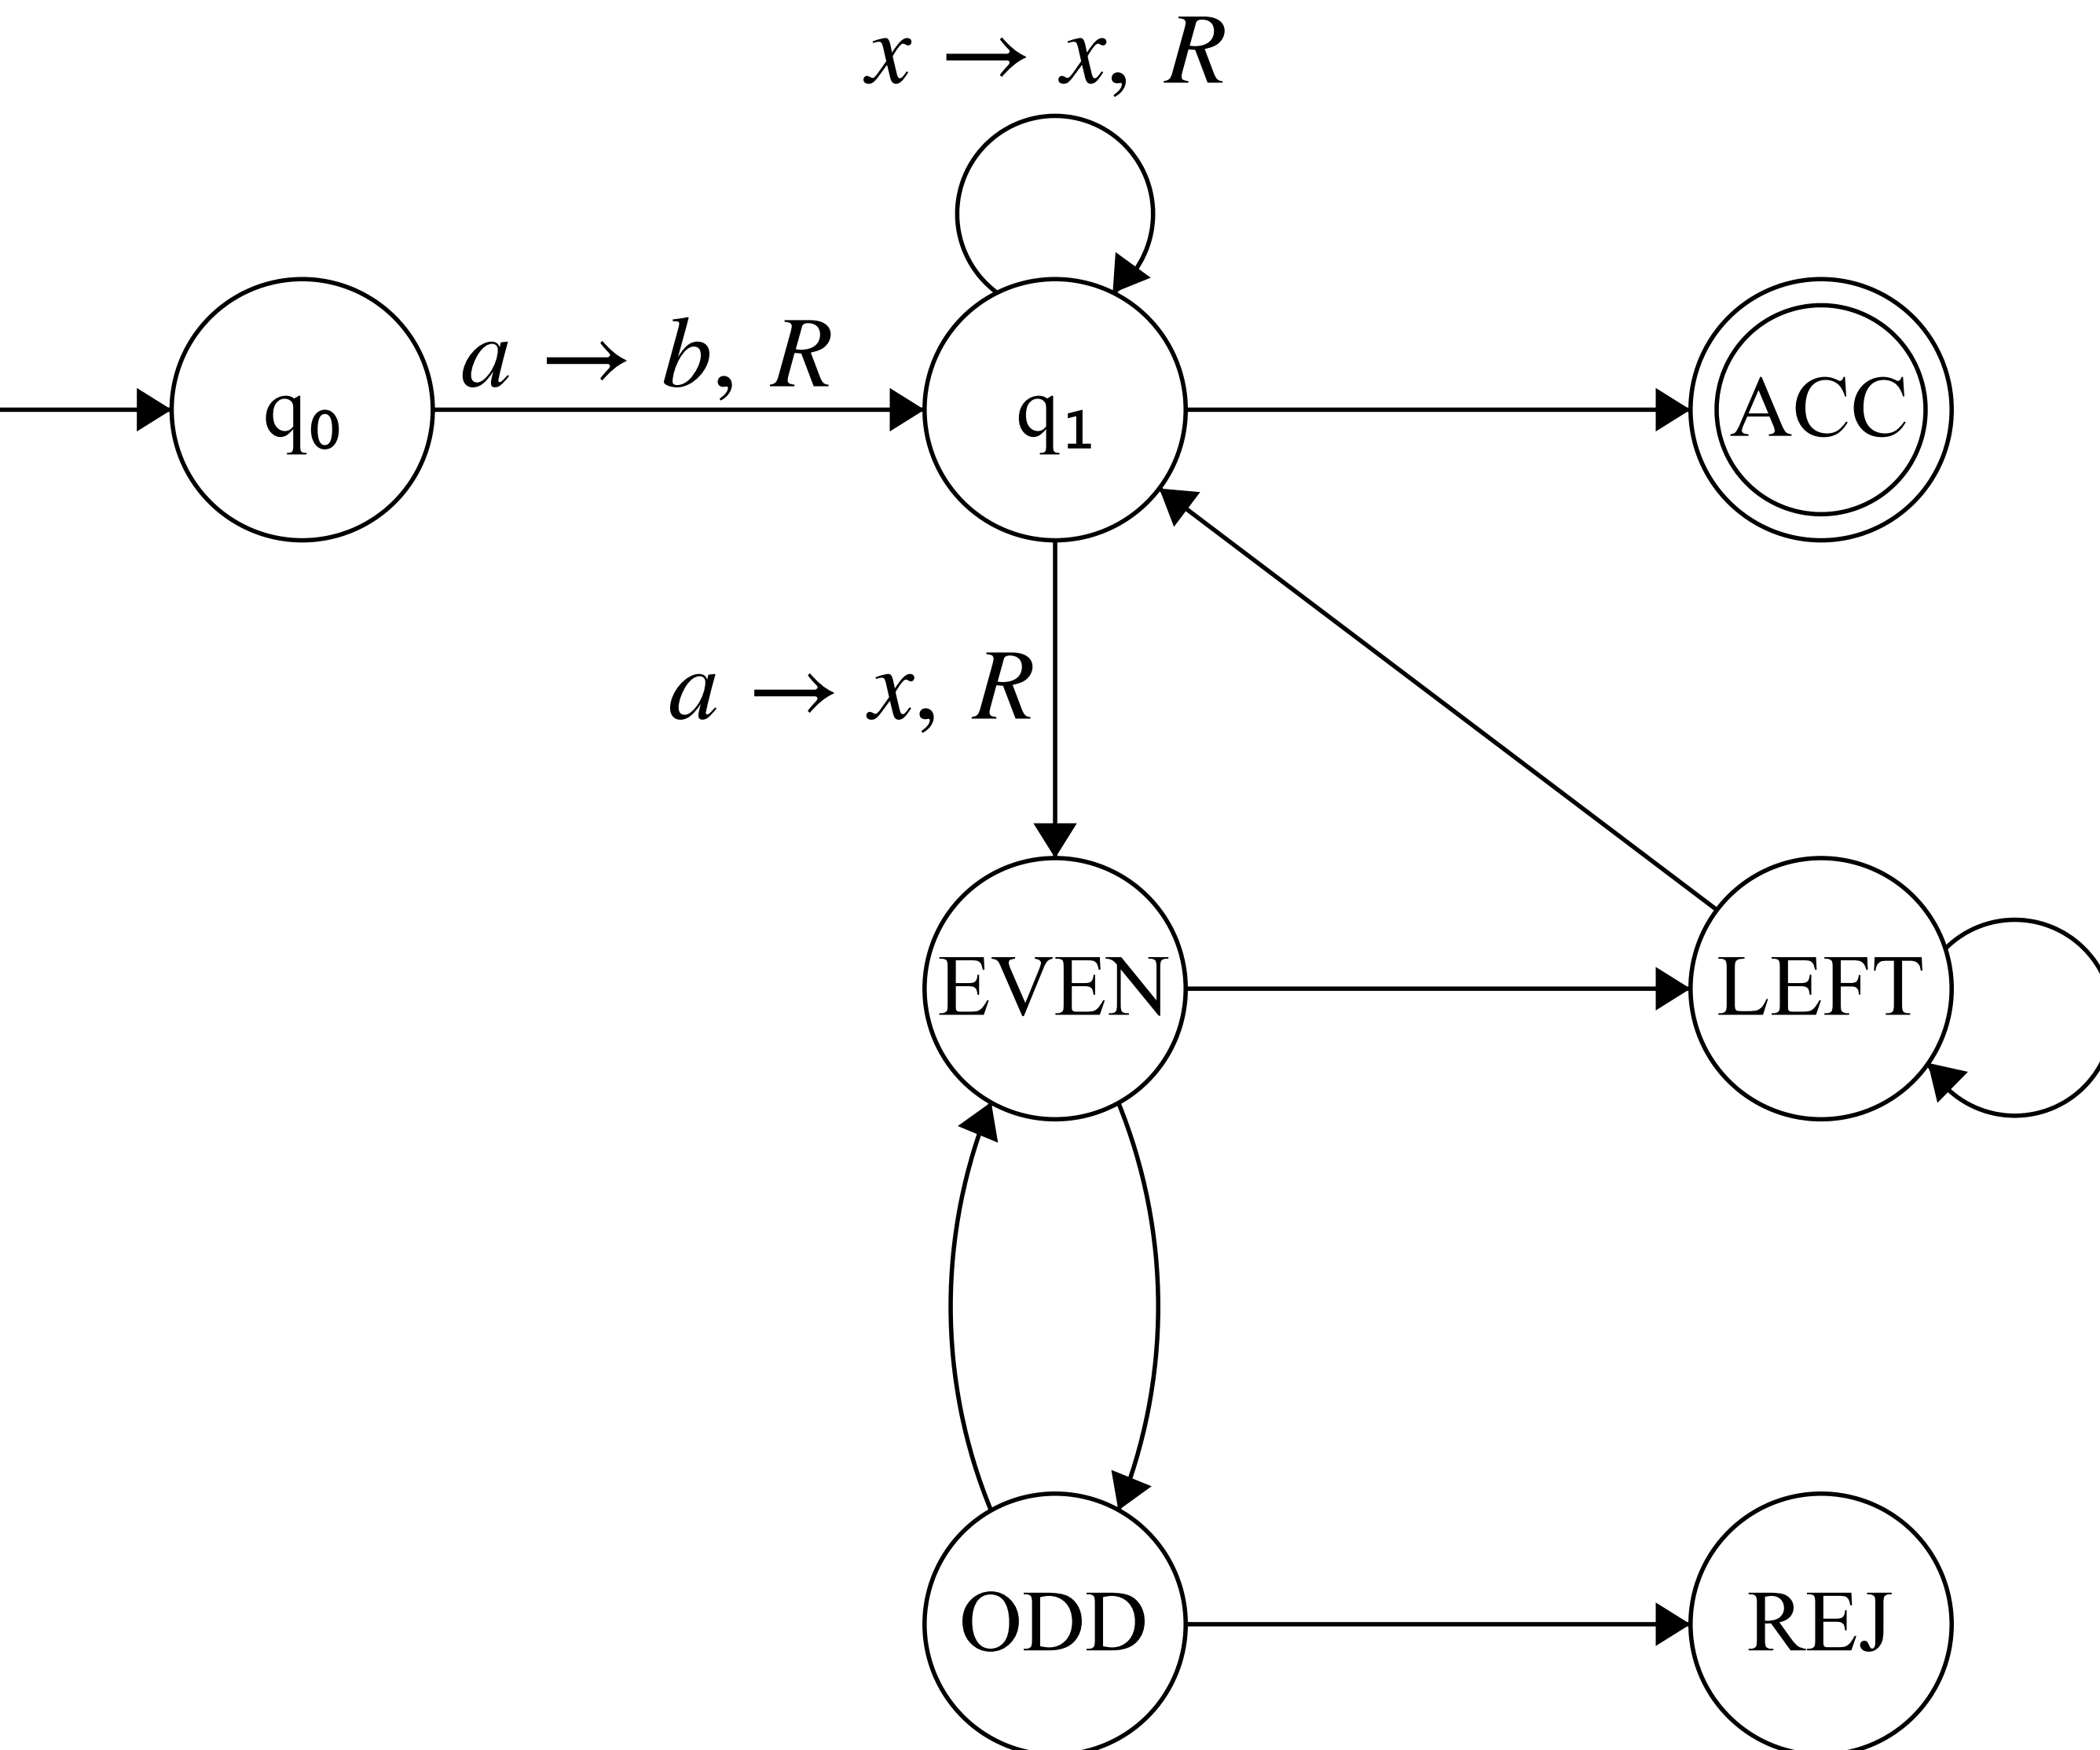 x → x, R
a → b, R
q₀
q₁
ACC
a → x, R
EVEN
LEFT
ODD
REJ